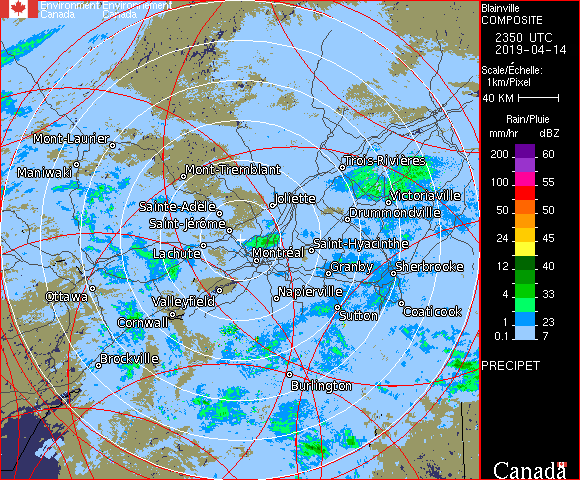 Environment Environnement
Canada Canada
Blainville
COMPOSITE
2350 UTC
2019-04-14
Scale/Échelle:
1km/Pixel
40 KM
Rain/Pluie
mm/hr dBZ
200 60
100 55
50 50
24 45
12 40
4 33
1 23
0.1 7
PRECIPET
Canada
Mont-Laurier
Maniwaki
Mont-Tremblant
Trois-Rivières
Joliette
Victoriaville
Sainte-Adèle
Drummondville
Saint-Jérôme
Saint-Hyacinthe
Lachute
Montréal
Granby
Sherbrooke
Ottawa
Valleyfield
Napierville
Cornwall
Sutton
Coaticook
Brockville
Burlington